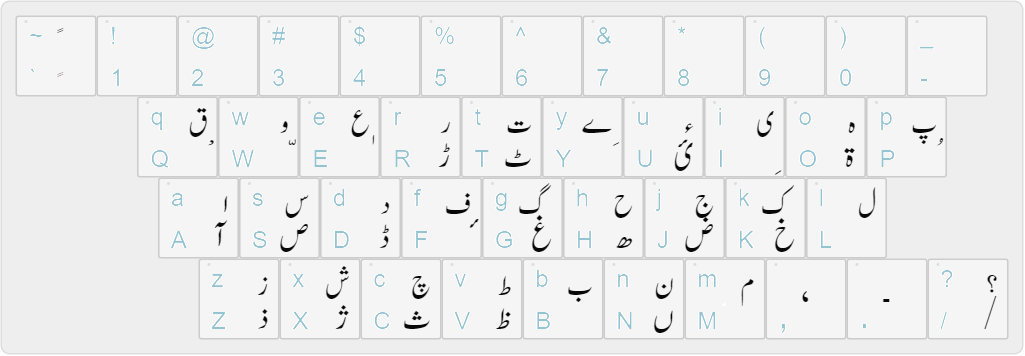 ~ ! @ # $ % ^ & * ( ) _
` 1 2 3 4 5 6 7 8 9 0 -
q ق w و e ع r ر t ت y ے u ئ i ی o ہ p پ
Q W E R ڑ T ٹ Y U ئ I O ۃ P
a ا s س d د f ف g گ h ح j ج k ک l ل
A آ S ص D ڈ F G غ H ھ J ض K خ L
z ز x ش c چ v ط b ب n ن m م ، ۔ ? ؟
Z ذ X ژ C ث V ظ B N ں M , . / /